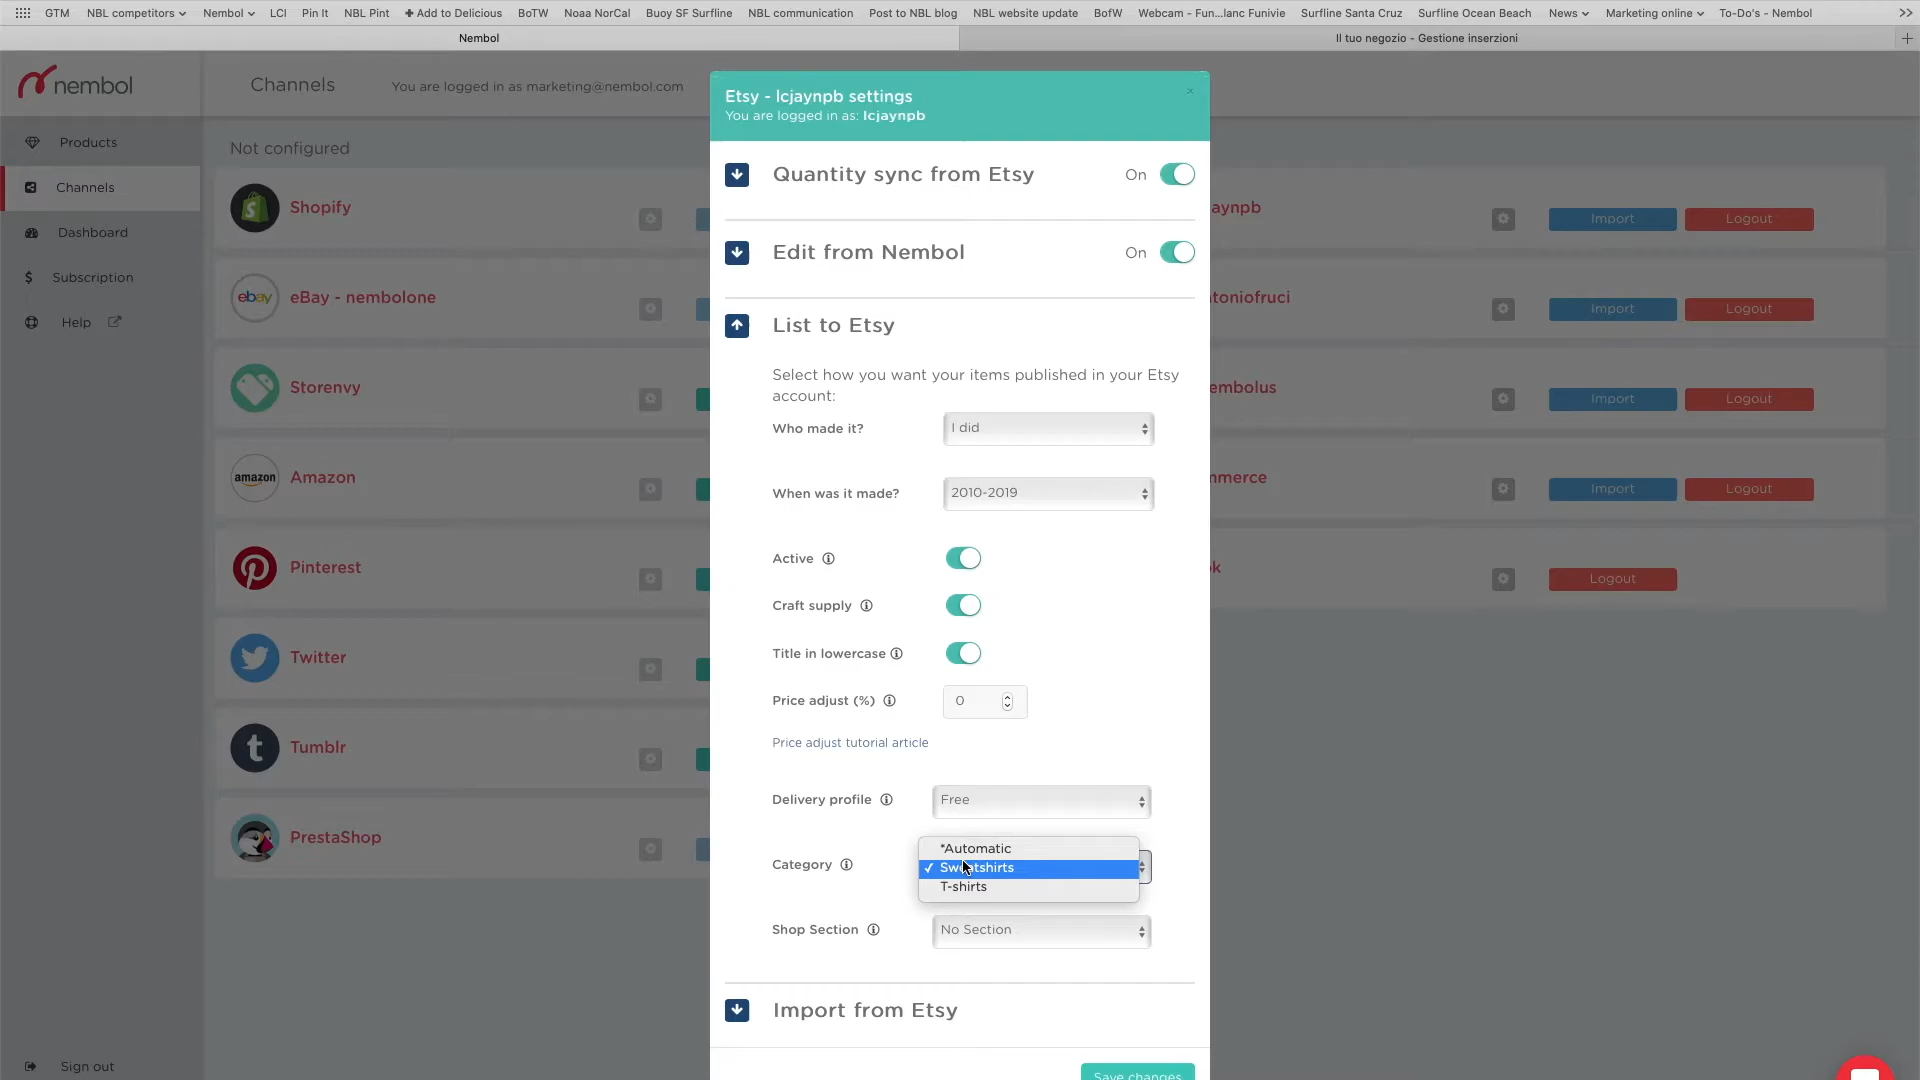 GTM NBL competitors Nembol LCI Pin It NBL Pint + Add to Delicious BoTW Noaa NorCal Buoy SF Surfline NBL communication Post to NBL blog NBL website update BofW Webcam - Fun...lanc Funivie Surfline Santa Cruz Surfline Ocean Beach News Marketing online To-Do's - Nembol >>
Nembol Il tuo negozio - Gestione inserzioni +
nembol
Channels You are logged in as marketing@nembol.com
Products
Channels
Dashboard
Subscription
Help
Sign out
Not configured
Shopify
ebay eBay - nembolone
Storenvy
amazon Amazon
Pinterest
Twitter
Tumblr
PrestaShop
Etsy - lcjaynpb settings
You are logged in as: lcjaynpb
Quantity sync from Etsy On
Edit from Nembol On
List to Etsy
Select how you want your items published in your Etsy
account:
Who made it? I did
When was it made? 2010-2019
Active
Craft supply
Title in lowercase
Price adjust (%) 0
Price adjust tutorial article
Delivery profile Free
Category
*Automatic
✓ Sweatshirts
T-shirts
Shop Section No Section
Import from Etsy
Save changes
aynpb Import Logout
toniofruci Import Logout
embolus Import Logout
mmerce Import Logout
Logout